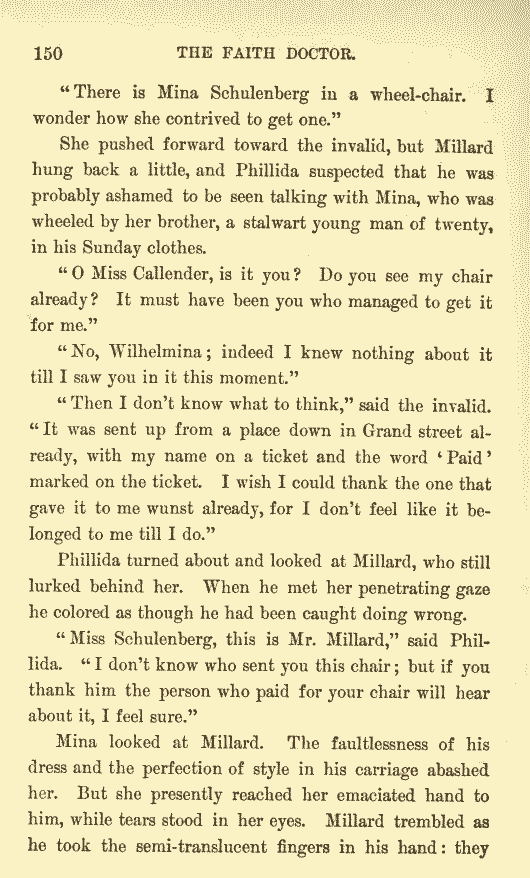 150 THE FAITH DOCTOR.
“There is Mina Schulenberg in a wheel-chair. I
wonder how she contrived to get one.”
She pushed forward toward the invalid, but Millard
hung back a little, and Phillida suspected that he was
probably ashamed to be seen talking with Mina, who was
wheeled by her brother, a stalwart young man of twenty,
in his Sunday clothes.
“O Miss Callender, is it you? Do you see my chair
already? It must have been you who managed to get it
for me.”
“No, Wilhelmina; indeed I knew nothing about it
till I saw you in it this moment.”
“Then I don’t know what to think,” said the invalid.
“It was sent up from a place down in Grand street al-
ready, with my name on a ticket and the word ‘Paid’
marked on the ticket. I wish I could thank the one that
gave it to me wunst already, for I don’t feel like it be-
longed to me till I do.”
Phillida turned about and looked at Millard, who still
lurked behind her. When he met her penetrating gaze
he colored as though he had been caught doing wrong.
“Miss Schulenberg, this is Mr. Millard,” said Phil-
lida. “I don’t know who sent you this chair; but if you
thank him the person who paid for your chair will hear
about it, I feel sure.”
Mina looked at Millard. The faultlessness of his
dress and the perfection of style in his carriage abashed
her. But she presently reached her emaciated hand to
him, while tears stood in her eyes. Millard trembled as
he took the semi-translucent fingers in his hand: they